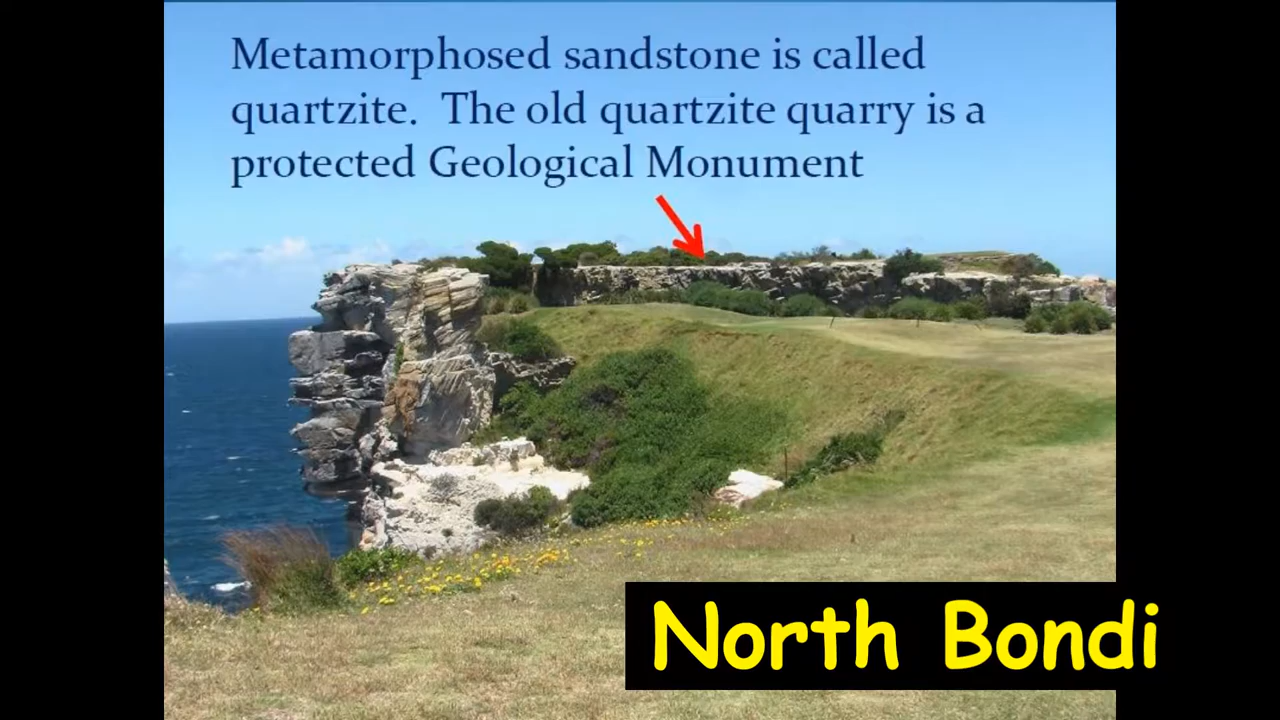 Metamorphosed sandstone is called
quartzite.  The old quartzite quarry is a
protected Geological Monument
North Bondi